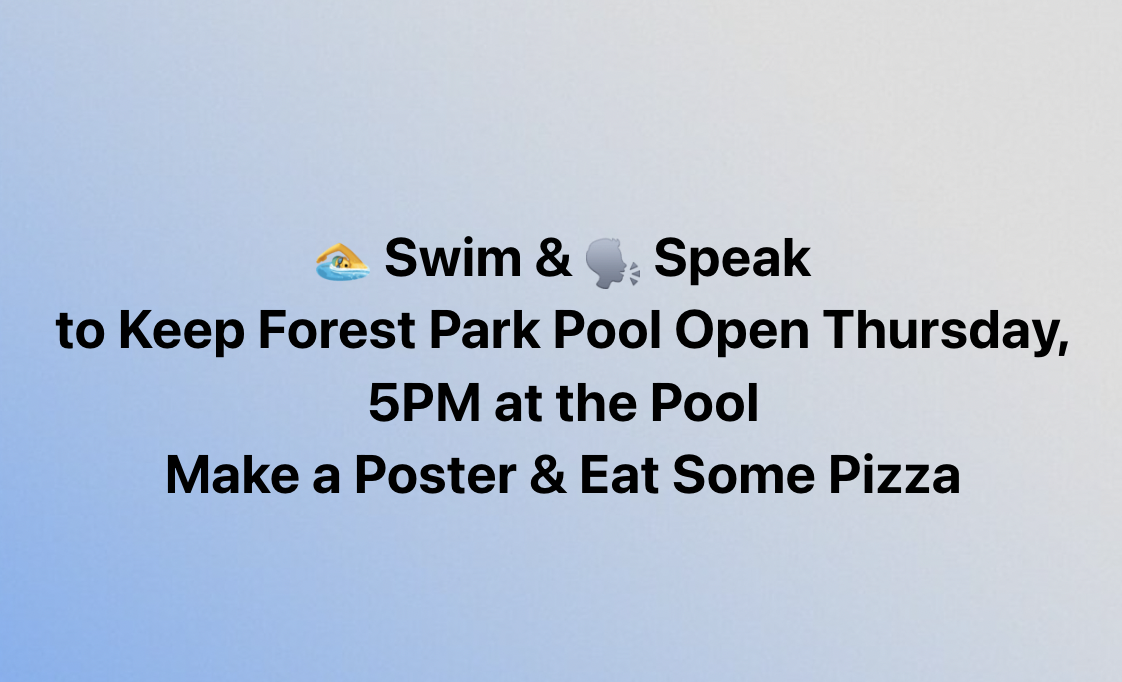 🏊 Swim & 🗣️ Speak
to Keep Forest Park Pool Open Thursday,
5PM at the Pool
Make a Poster & Eat Some Pizza